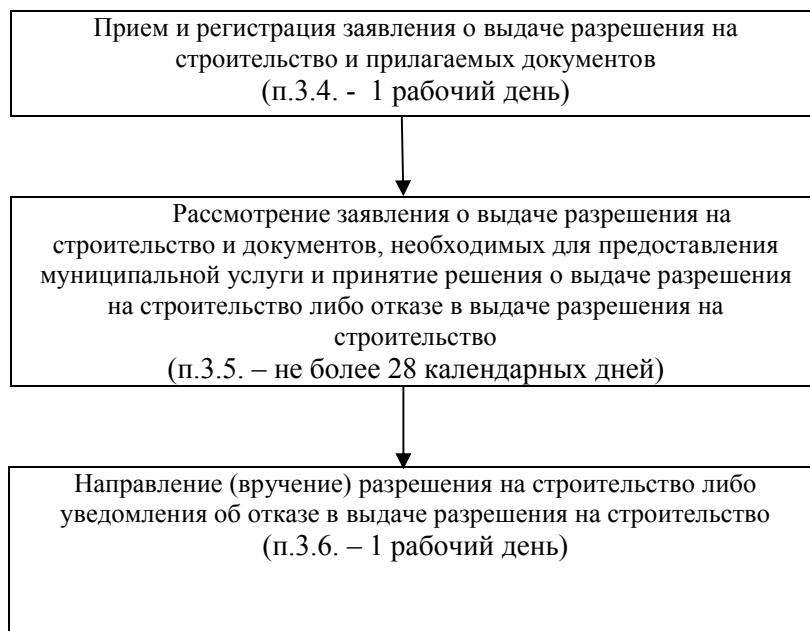 Прием и регистрация заявления о выдаче разрешения на
строительство и прилагаемых документов
(п.3.4. - 1 рабочий день)
Рассмотрение заявления о выдаче разрешения на
строительство и документов, необходимых для предоставления
муниципальной услуги и принятие решения о выдаче разрешения
на строительство либо отказе в выдаче разрешения на
строительство
(п.3.5. – не более 28 календарных дней)
Направление (вручение) разрешения на строительство либо
уведомления об отказе в выдаче разрешения на строительство
(п.3.6. – 1 рабочий день)